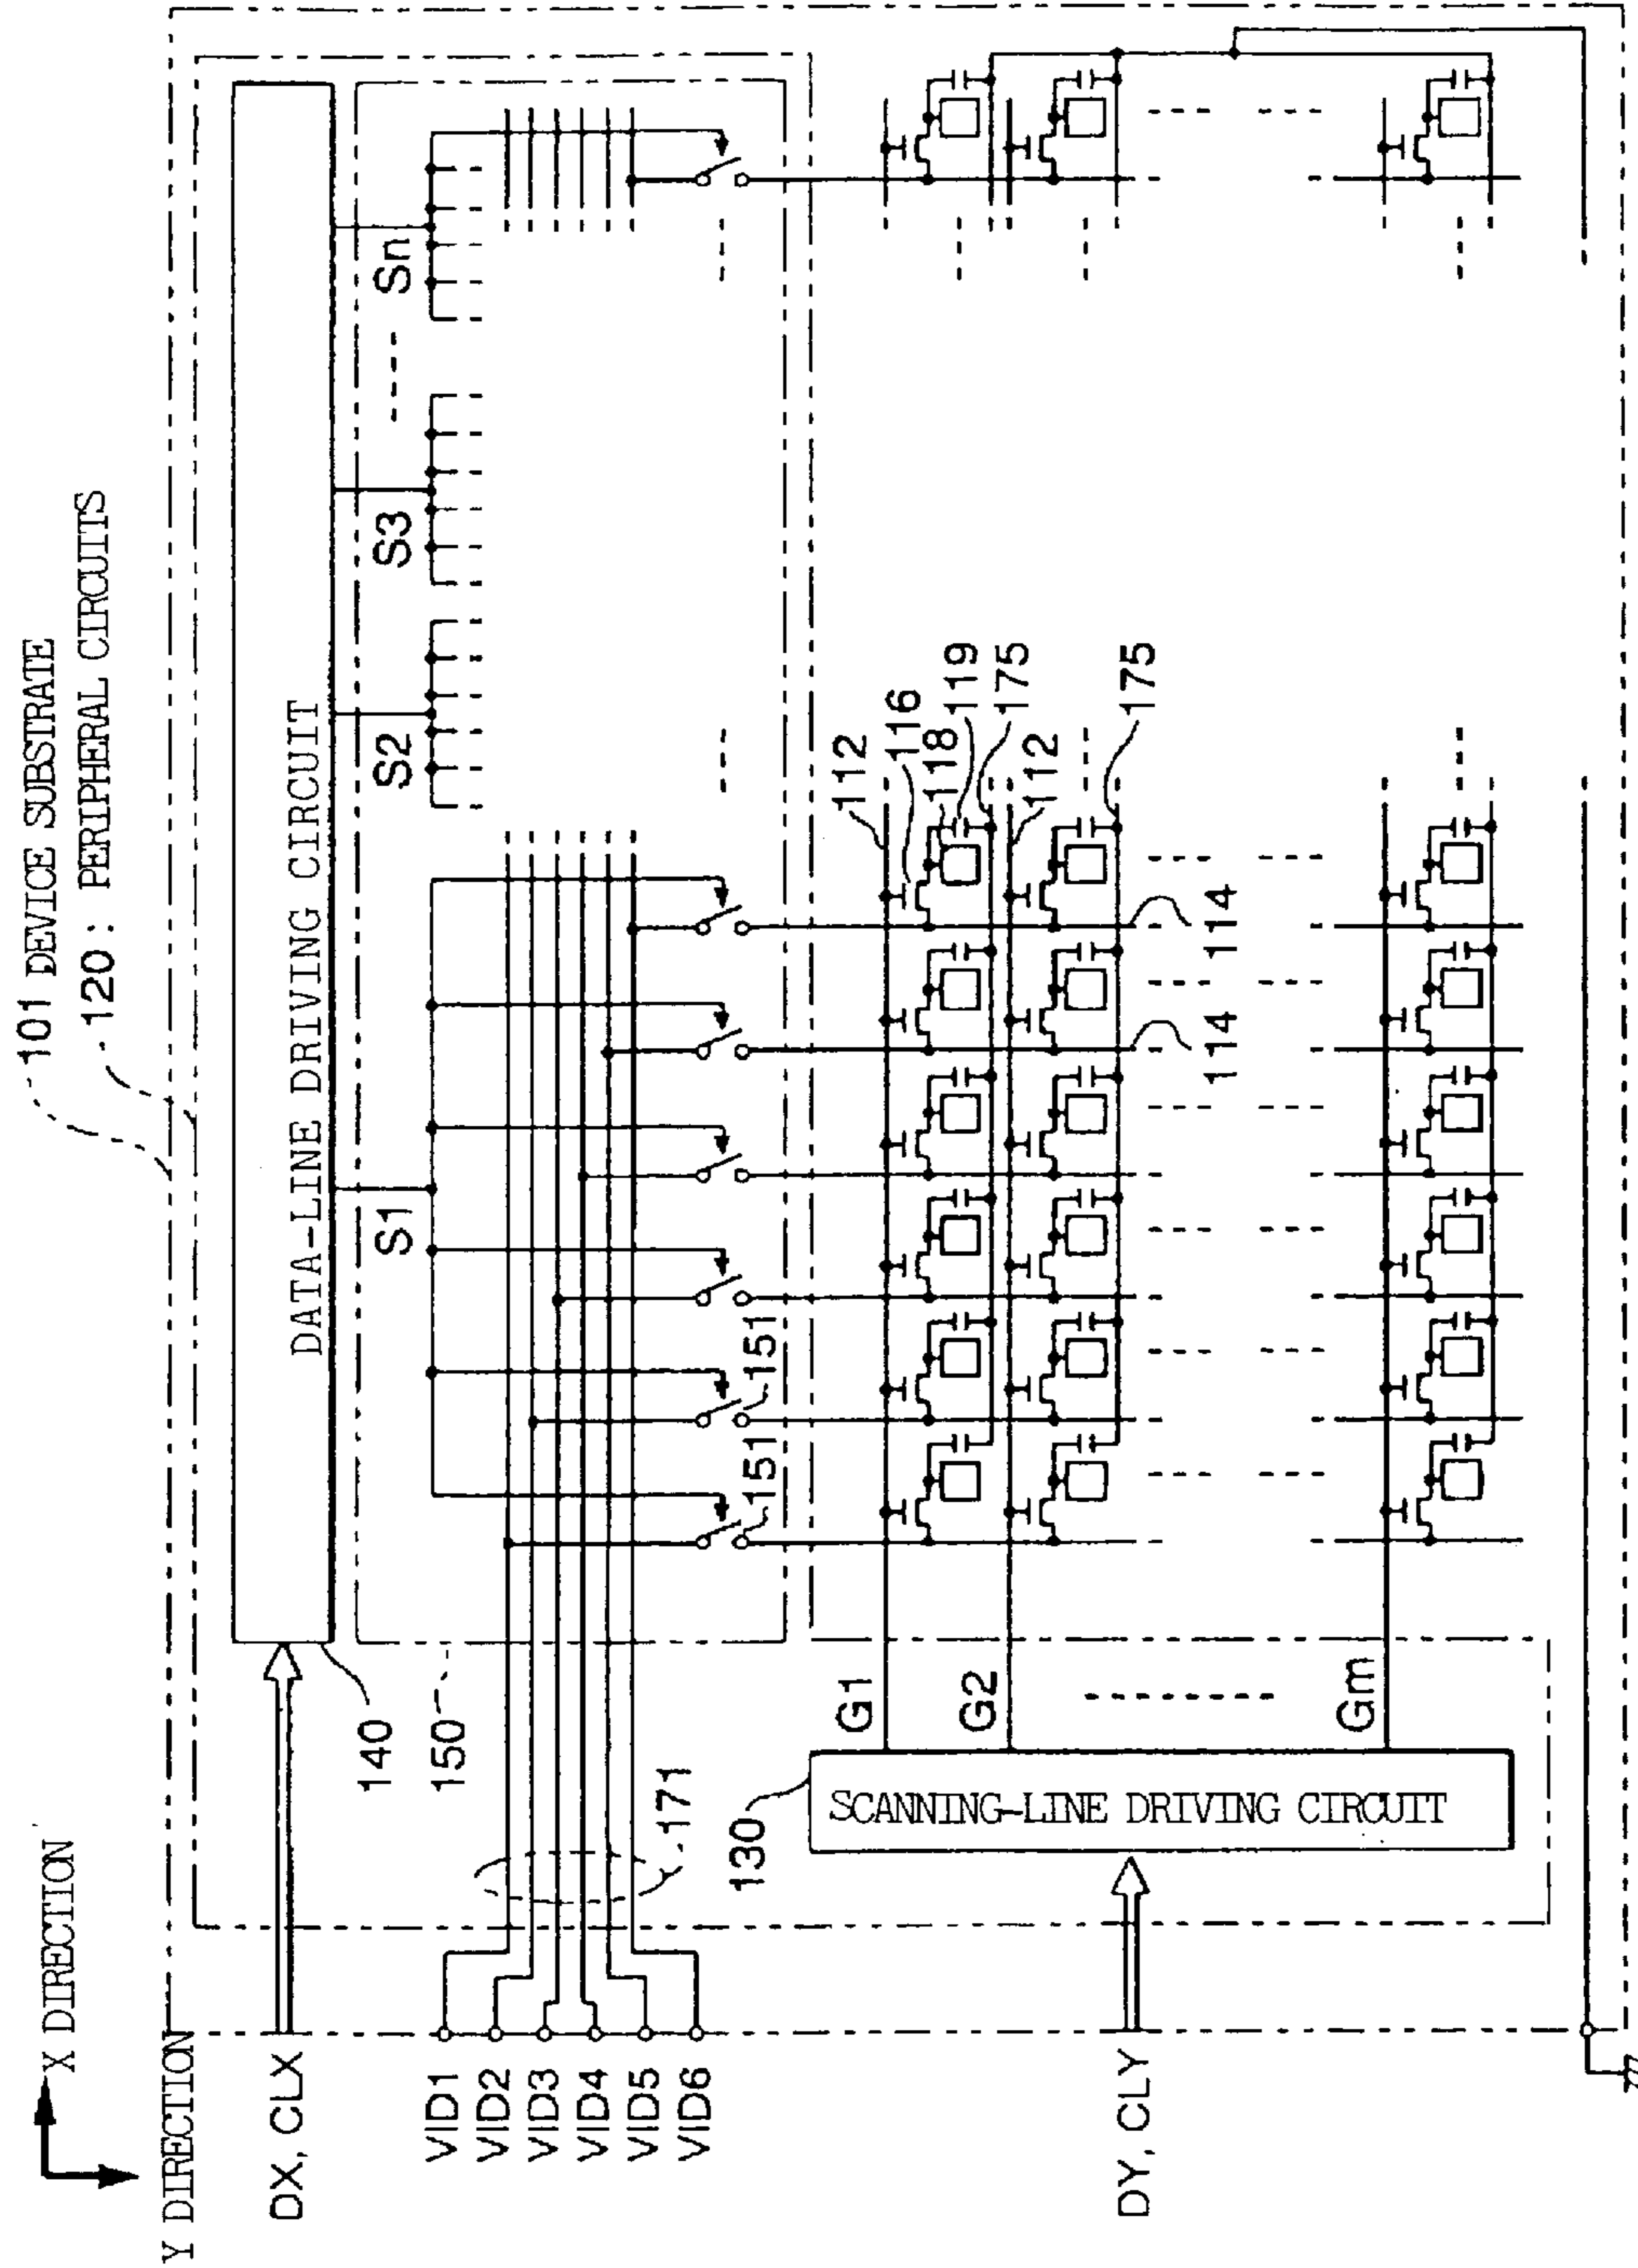 101 DEVICE SUBSTRATE
120 : PERIPHERAL CIRCUITS
X DIRECTION
Y DIRECTION
DX, CLX
DATA-LINE DRIVING CIRCUIT
140
150
S1
S2
S3
Sn
VID1
VID2
VID3
VID4
VID5
VID6
171
151
151
112
116
118
119
175
112
175
114
114
G1
G2
Gm
130
SCANNING-LINE DRIVING CIRCUIT
DY, CLY